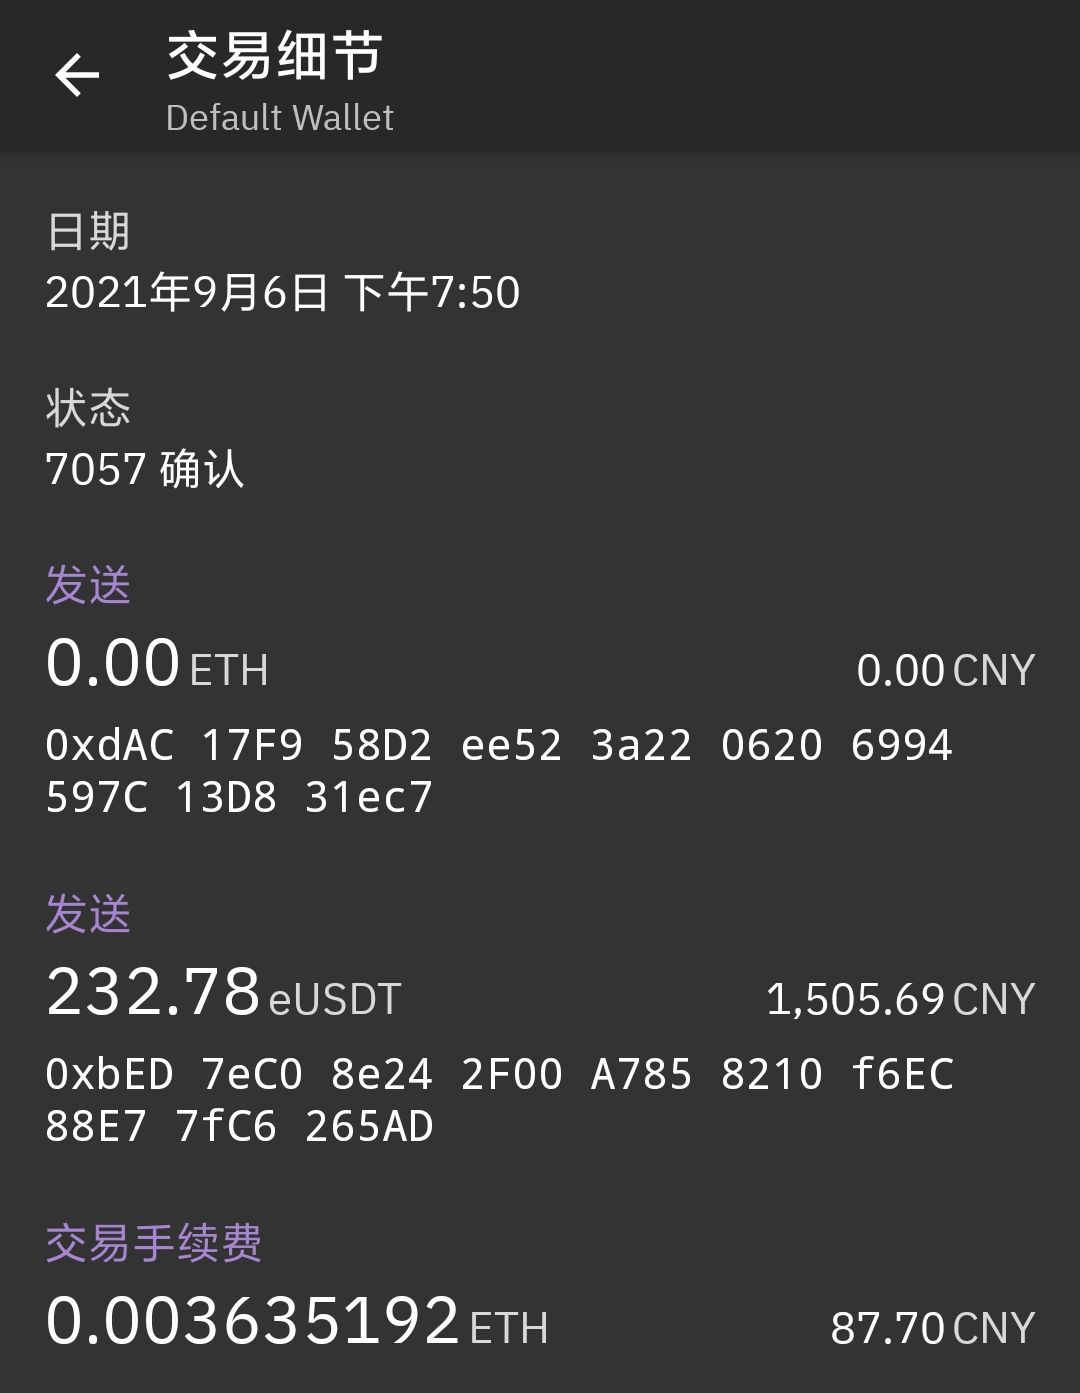 交易细节
Default Wallet
日期
2021年9月6日 下午7:50
状态
7057 确认
发送
0.00 ETH 0.00 CNY
0xdAC 17F9 58D2 ee52 3a22 0620 6994
597C 13D8 31ec7
发送
232.78 eUSDT 1,505.69 CNY
0xbED 7eC0 8e24 2F00 A785 8210 f6EC
88E7 7fC6 265AD
交易手续费
0.003635192 ETH 87.70 CNY